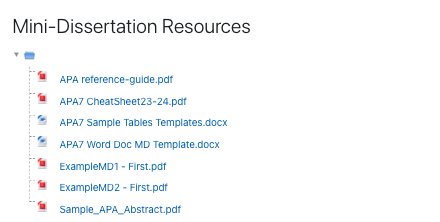 Mini-Dissertation Resources
APA reference-guide.pdf
APA7 CheatSheet23-24.pdf
APA7 Sample Tables Templates.docx
APA7 Word Doc MD Template.docx
ExampleMD1 - First.pdf
ExampleMD2 - First.pdf
Sample_APA_Abstract.pdf